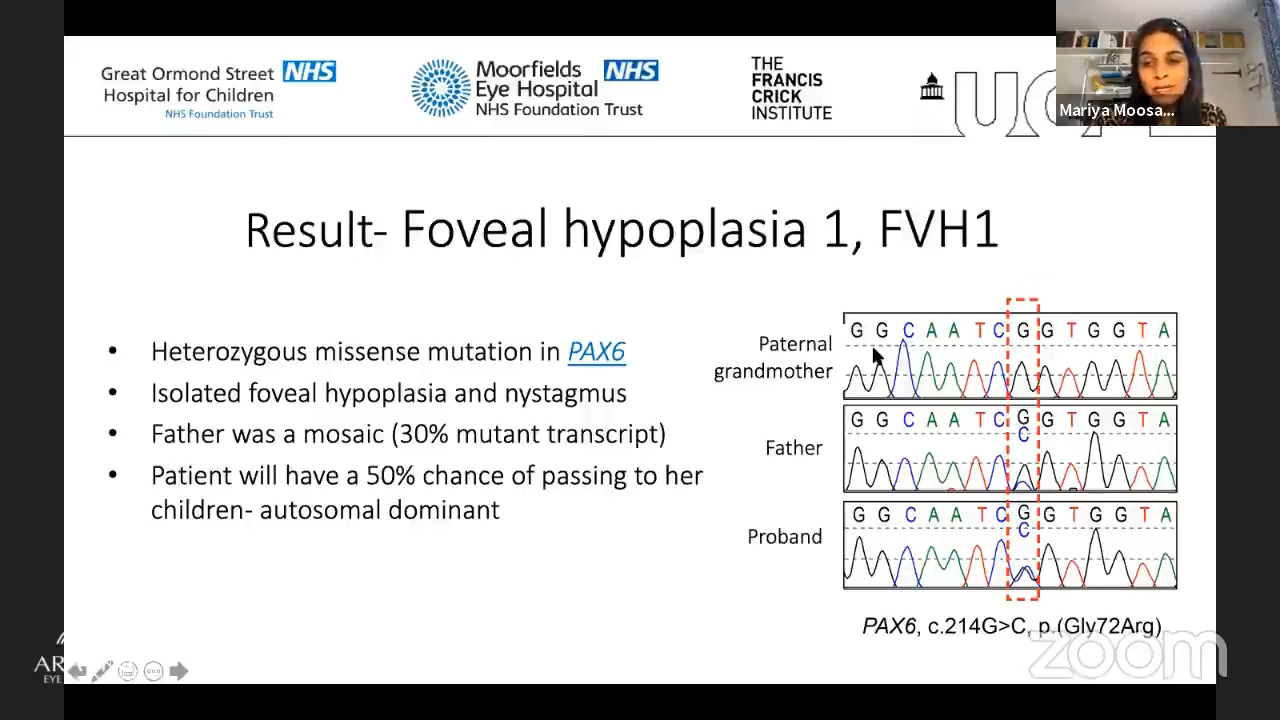 Great Ormond Street NHS
Hospital for Children
NHS Foundation Trust
Moorfields NHS
Eye Hospital
NHS Foundation Trust
THE
FRANCIS
CRICK
INSTITUTE
Mariya Moosa...
Result- Foveal hypoplasia 1, FVH1
• Heterozygous missense mutation in PAX6
• Isolated foveal hypoplasia and nystagmus
• Father was a mosaic (30% mutant transcript)
• Patient will have a 50% chance of passing to her
children- autosomal dominant
Paternal
grandmother
G G C A A T C G G T G G T A
Father
G G C A A T C G G T G G T A
C
Proband
G G C A A T C G G T G G T A
C
PAX6, c.214G>C, p.(Gly72Arg)
zoom
EYE